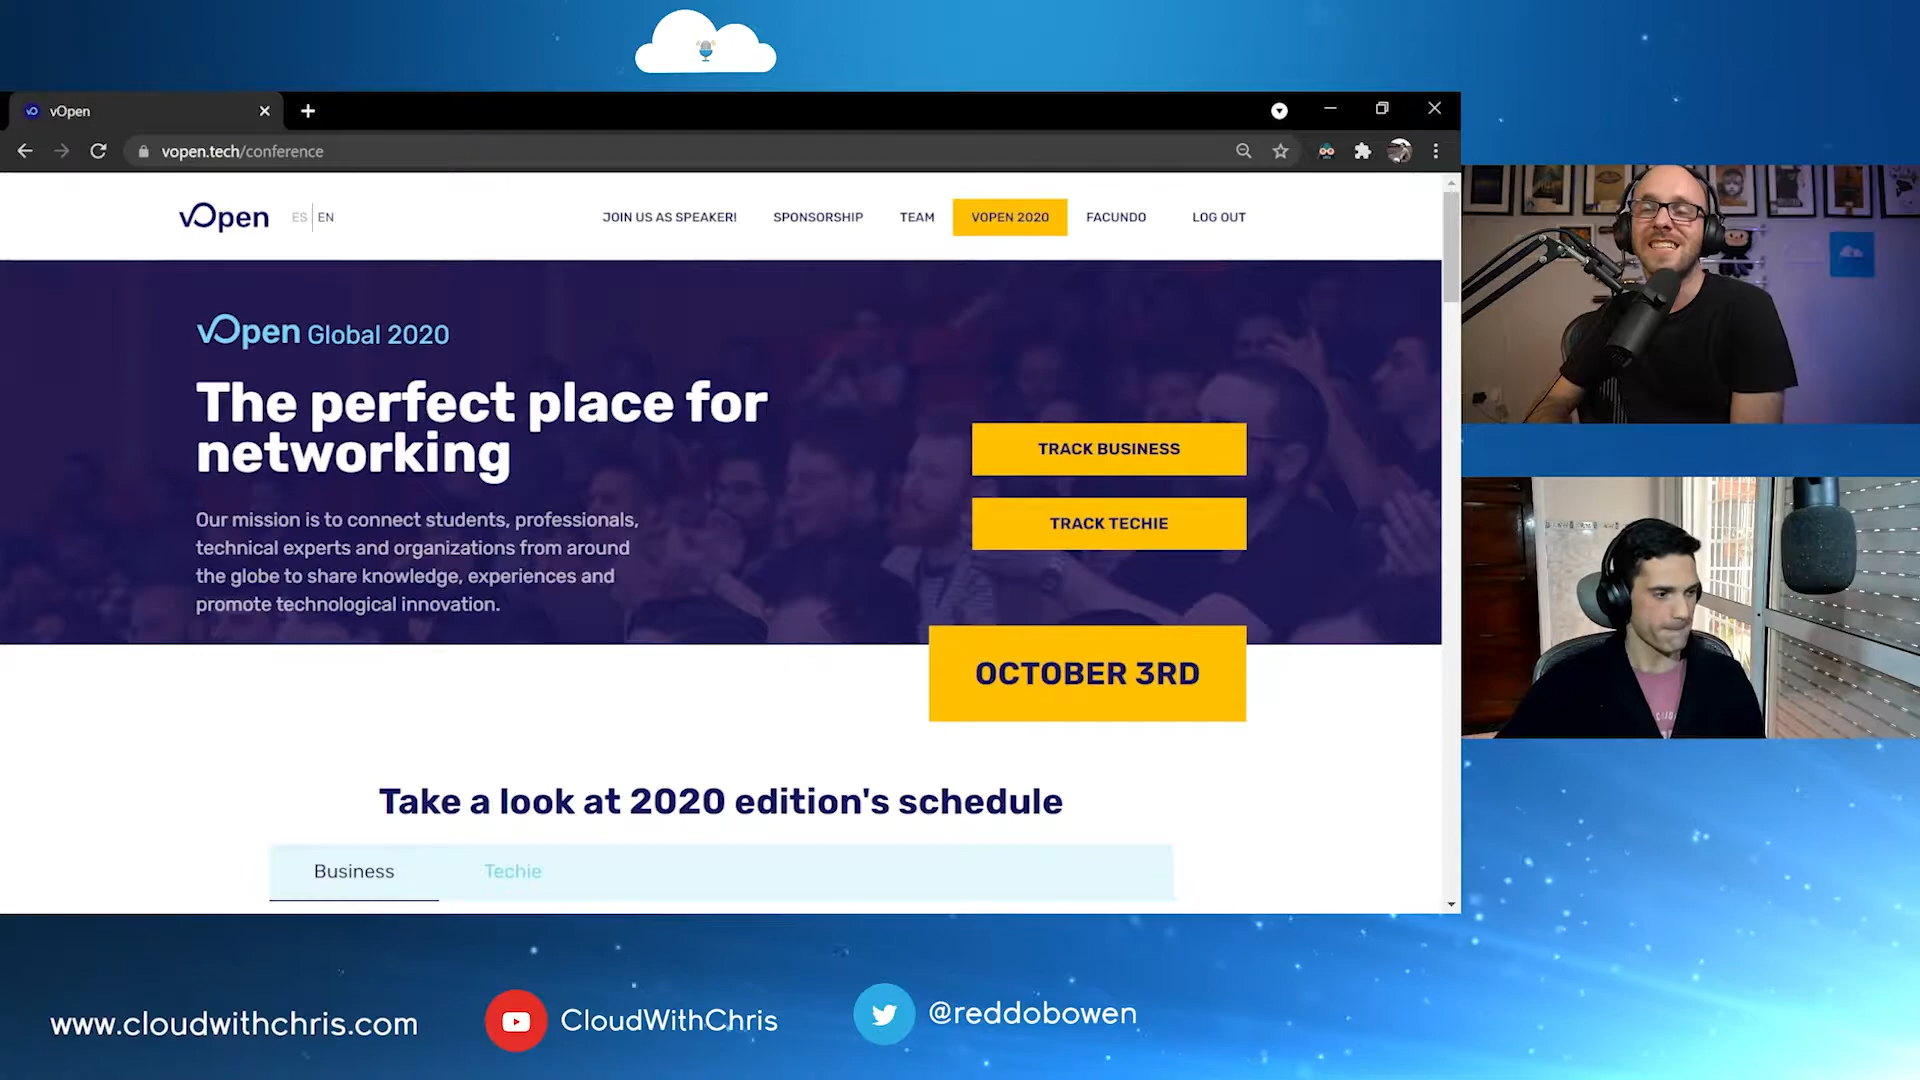 vOpen
vopen.tech/conference
vOpen
ES EN
JOIN US AS SPEAKER!
SPONSORSHIP
TEAM
VOPEN 2020
FACUNDO
LOG OUT
vOpen Global 2020
The perfect place for
networking
Our mission is to connect students, professionals,
technical experts and organizations from around
the globe to share knowledge, experiences and
promote technological innovation.
TRACK BUSINESS
TRACK TECHIE
OCTOBER 3RD
Take a look at 2020 edition's schedule
Business
Techie
www.cloudwithchris.com
CloudWithChris
@reddobowen